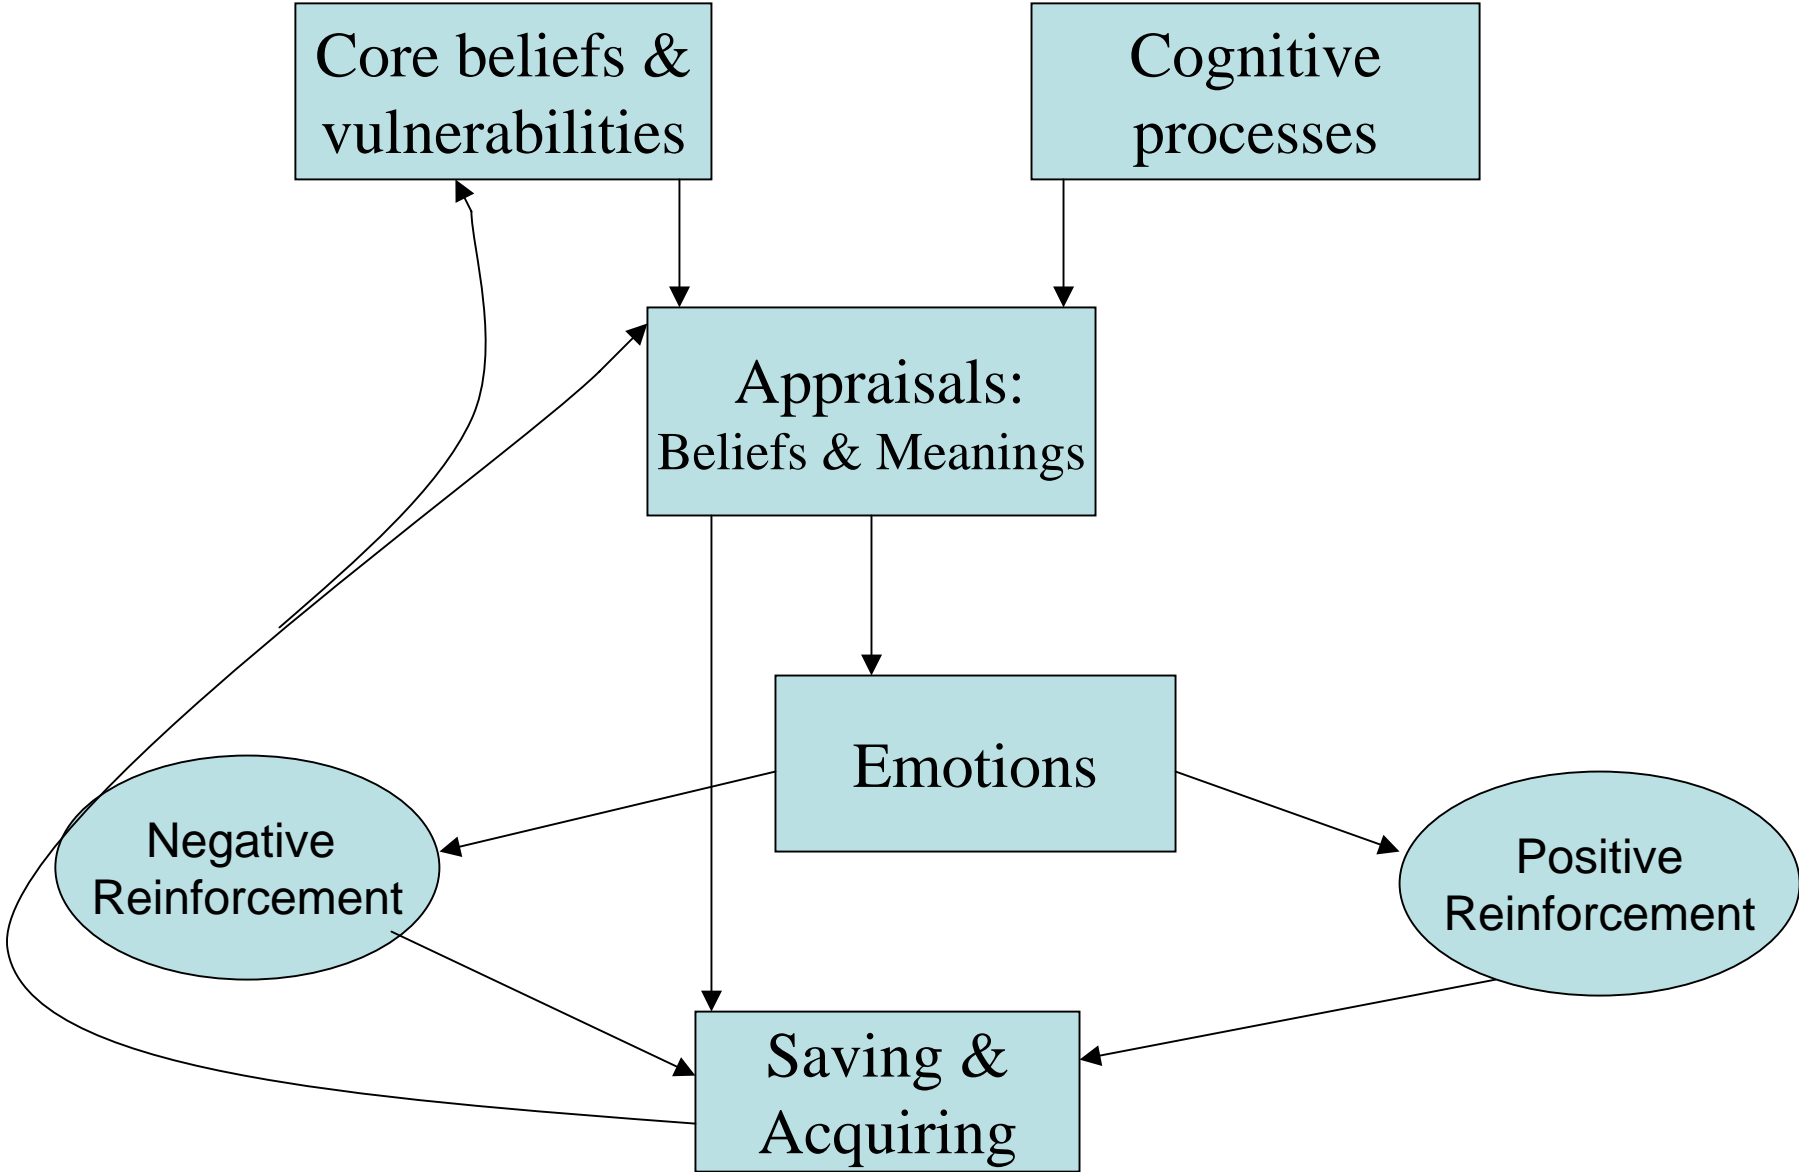 Core beliefs &
vulnerabilities
Cognitive
processes
Appraisals:
Beliefs & Meanings
Emotions
Negative
Reinforcement
Positive
Reinforcement
Saving &
Acquiring